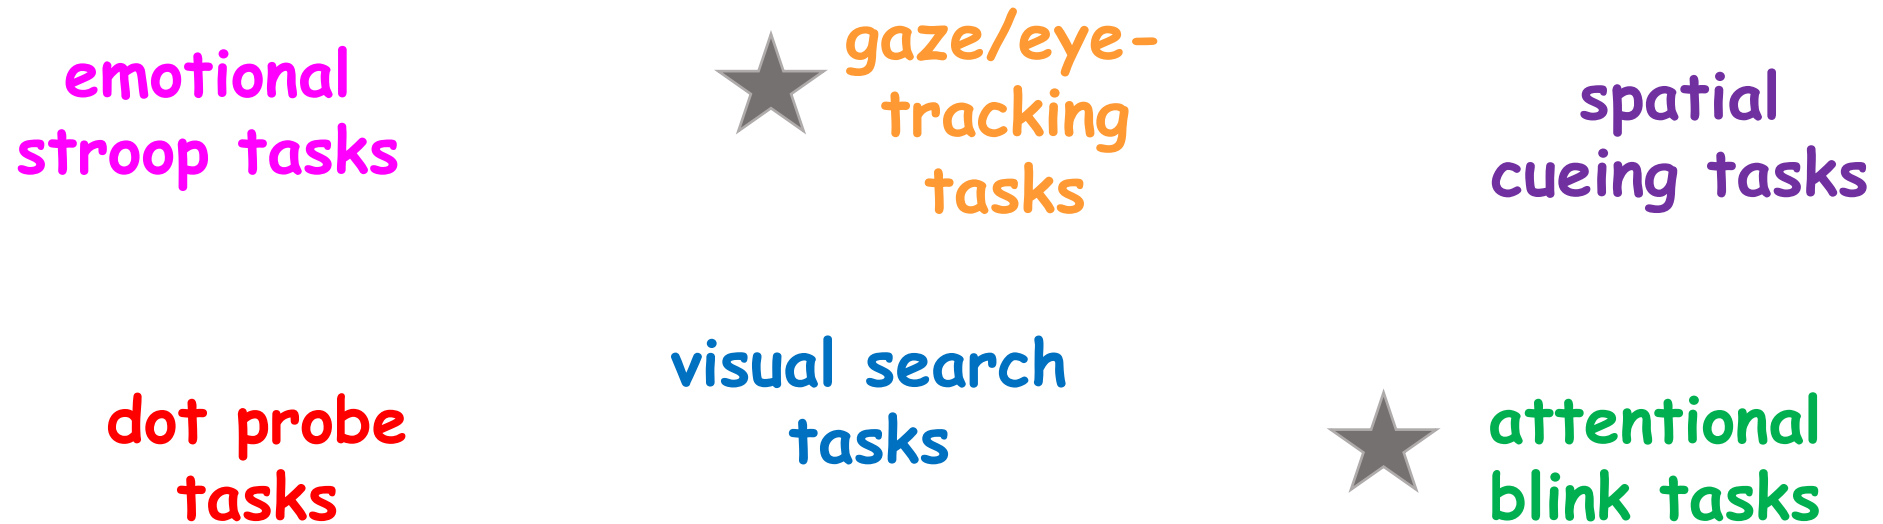 emotional
stroop tasks
gaze/eye-
tracking
tasks
spatial
cueing tasks
dot probe
tasks
visual search
tasks
attentional
blink tasks